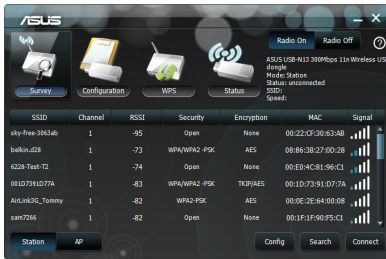 ASUS
Radio On Radio Off
ASUS USB-N13 300Mbps 11n Wireless US
dongle
Mode: Station
Status: unconnected
SSID:
Speed:
Survey Configuration WPS Status
SSID Channel RSSI Security Encryption MAC Signal
sky-free-3063ab 1 -95 Open None 00:22:CF:30:63:AB
belkin.d28 1 -73 WPA/WPA2 -PSK AES 08:86:3B:27:0D:28
6228-Test-T2 1 -74 Open None 00:E0:4C:81:96:C1
001D7391D77A 1 -83 WPA/WPA2 -PSK TKIP/AES 00:1D:73:91:D7:7A
AirLink3G_Tommy 1 -82 WPA2-PSK AES 00:0E:2E:64:00:08
sam7266 1 -82 Open None 00:1F:1F:90:F5:C1
Station AP Config Search Connect